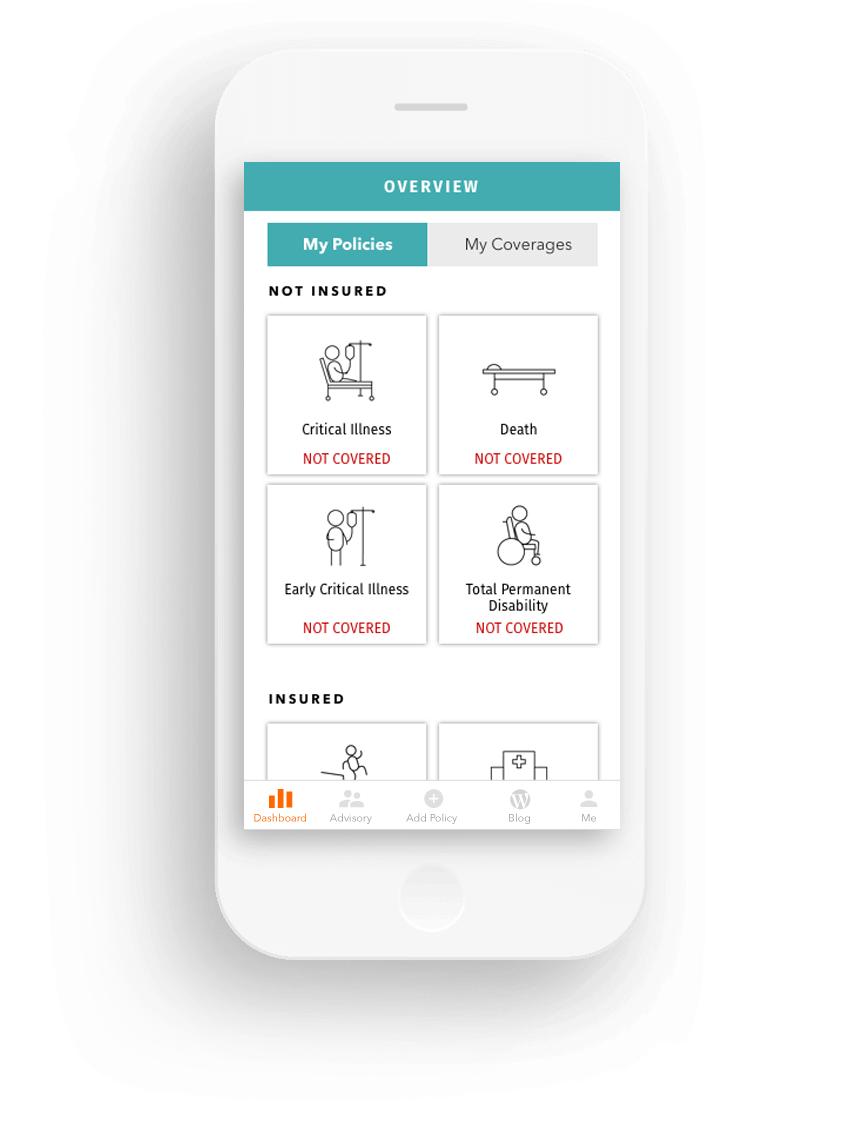 OVERVIEW
My Policies
My Coverages
NOT INSURED
Critical Illness
NOT COVERED
Death
NOT COVERED
Early Critical Illness
NOT COVERED
Total Permanent
Disability
NOT COVERED
INSURED
Dashboard
Advisory
Add Policy
Blog
Me